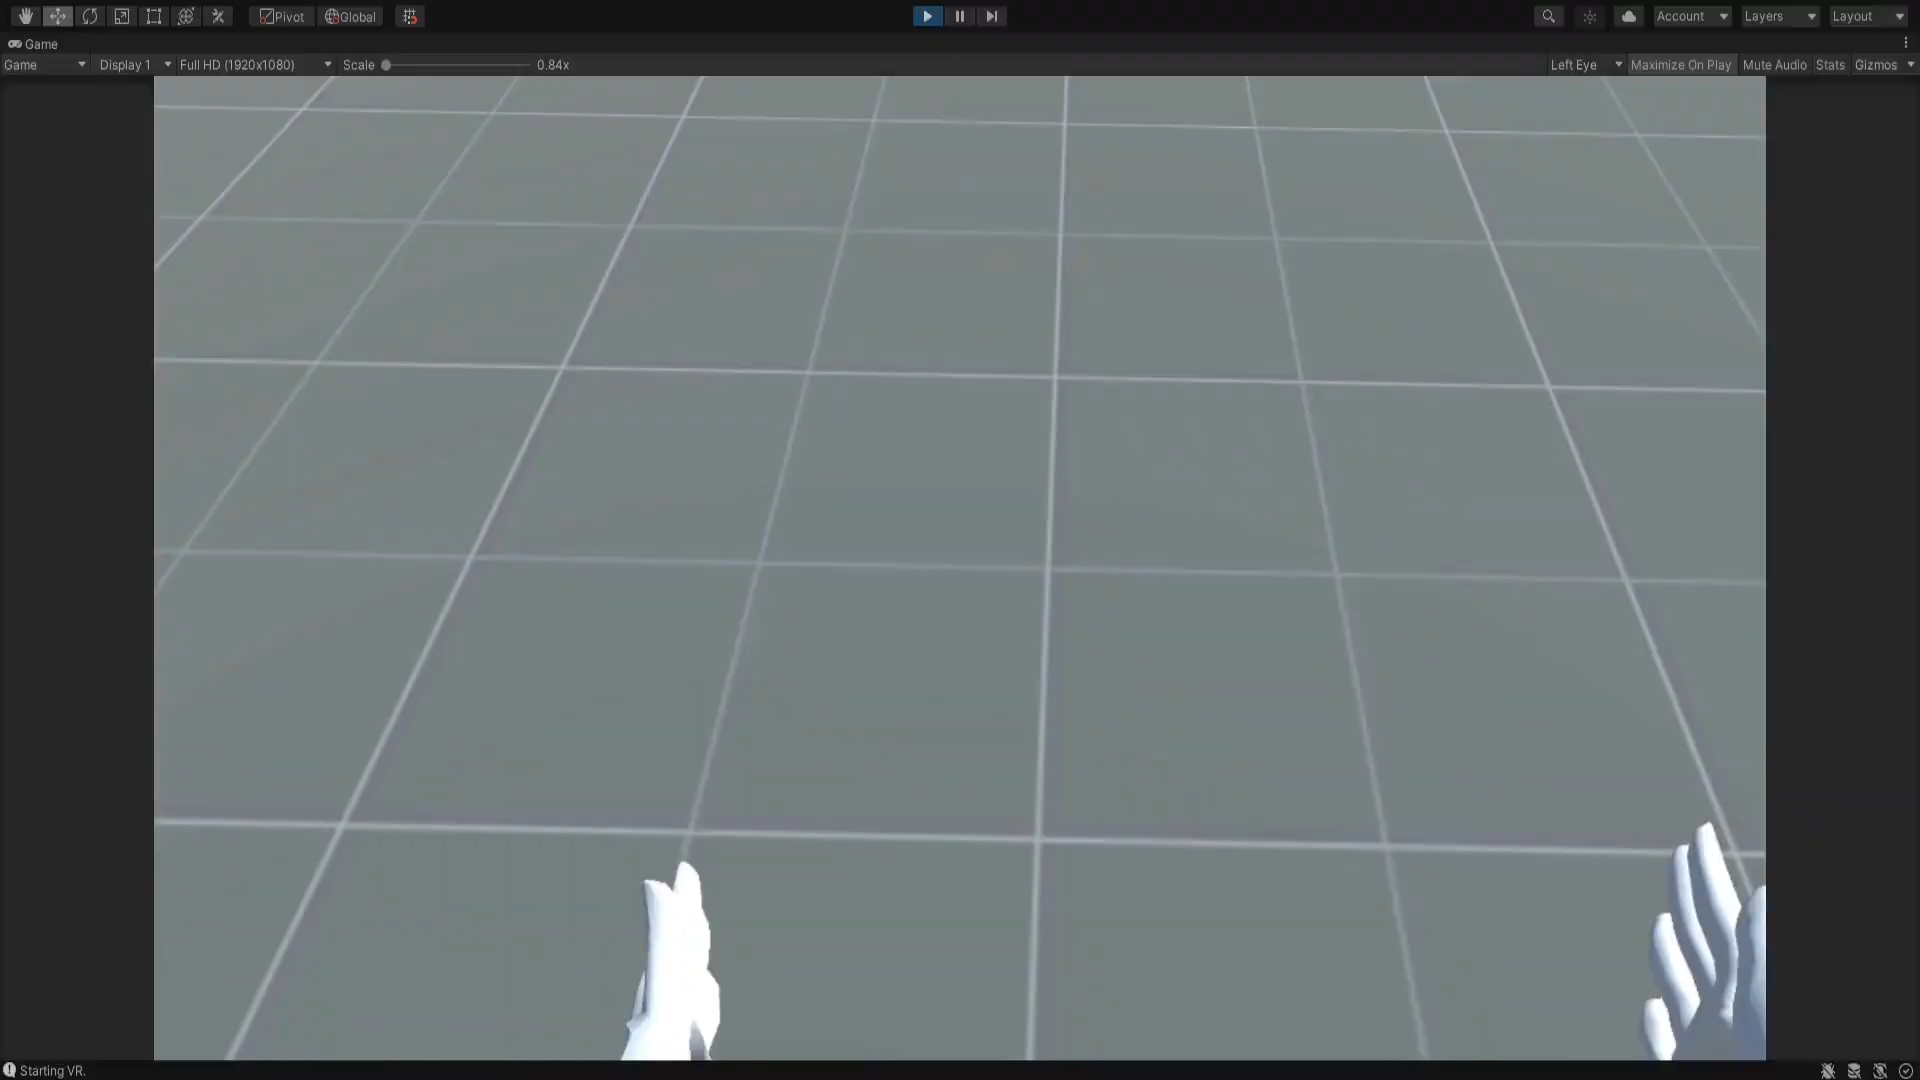 Pivot Global Account Layers Layout
Game
Game Display 1 Full HD (1920x1080) Scale 0.84x Left Eye Maximize On Play Mute Audio Stats Gizmos
Starting VR.